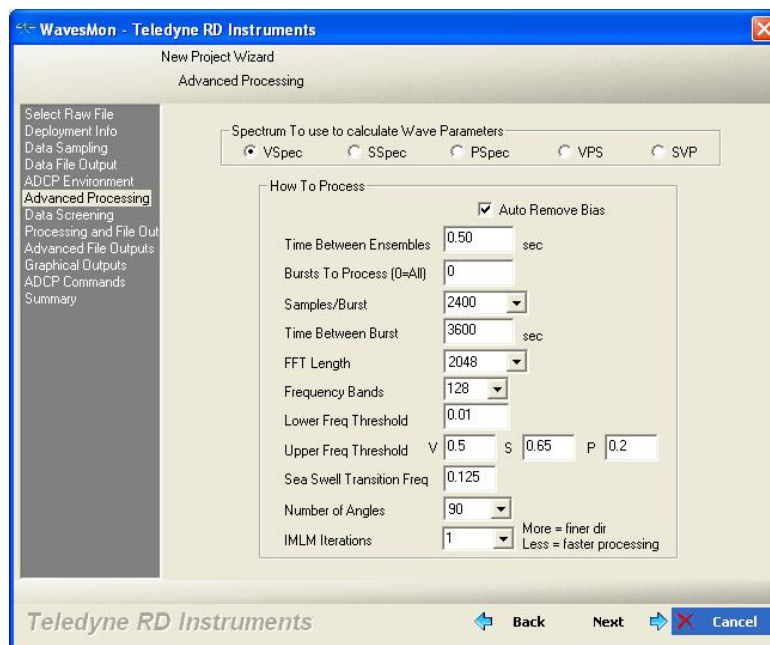 WavesMon - Teledyne RD Instruments
New Project Wizard
Advanced Processing
Select Raw File
Deployment Info
Data Sampling
Data File Output
ADCP Environment
Advanced Processing
Data Screening
Processing and File Out
Advanced File Outputs
Graphical Outputs
ADCP Commands
Summary
Spectrum To use to calculate Wave Parameters
VSpec SSpec PSpec VPS SVP
How To Process
Auto Remove Bias
Time Between Ensembles 0.50 sec
Bursts To Process (0=All) 0
Samples/Burst 2400
Time Between Burst 3600 sec
FFT Length 2048
Frequency Bands 128
Lower Freq Threshold 0.01
Upper Freq Threshold V 0.5 S 0.65 P 0.2
Sea Swell Transition Freq 0.125
Number of Angles 90
IMLM Iterations 1
More = finer dir
Less = faster processing
Teledyne RD Instruments
Back Next Cancel